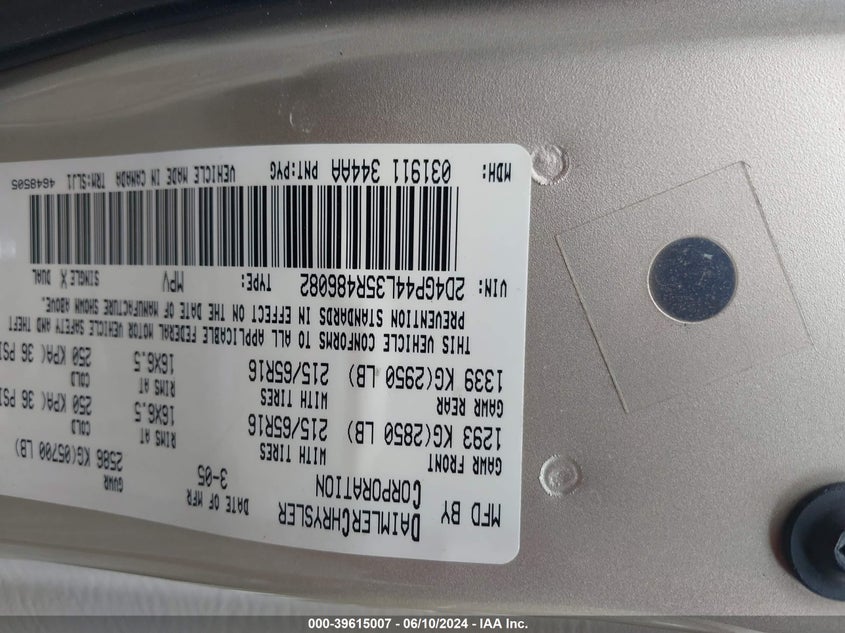 MFD BY DAIMLERCHRYSLER CORPORATION
DATE OF MFR 3-05
GVWR 2586 KG(05700 LB)
GAWR FRONT WITH TIRES RIMS AT COLD
1293 KG(2850 LB) 215/65R16 16X6.5 250 KPA(36 PSI
GAWR REAR WITH TIRES RIMS AT COLD
1339 KG(2950 LB) 215/65R16 16X6.5 250 KPA(36 PSI
THIS VEHICLE CONFORMS TO ALL APPLICABLE FEDERAL MOTOR VEHICLE SAFETY AND THEFT
PREVENTION STANDARDS IN EFFECT ON THE DATE OF MANUFACTURE SHOWN ABOVE.
VIN: 2D4GP44L35R486082 TYPE: MPV SINGLE X DUAL
MDH: 031911 344AA PNT:PYG VEHICLE MADE IN CANADA TRM:SLJ1 4648505
000-39615007 - 06/10/2024 - IAA Inc.